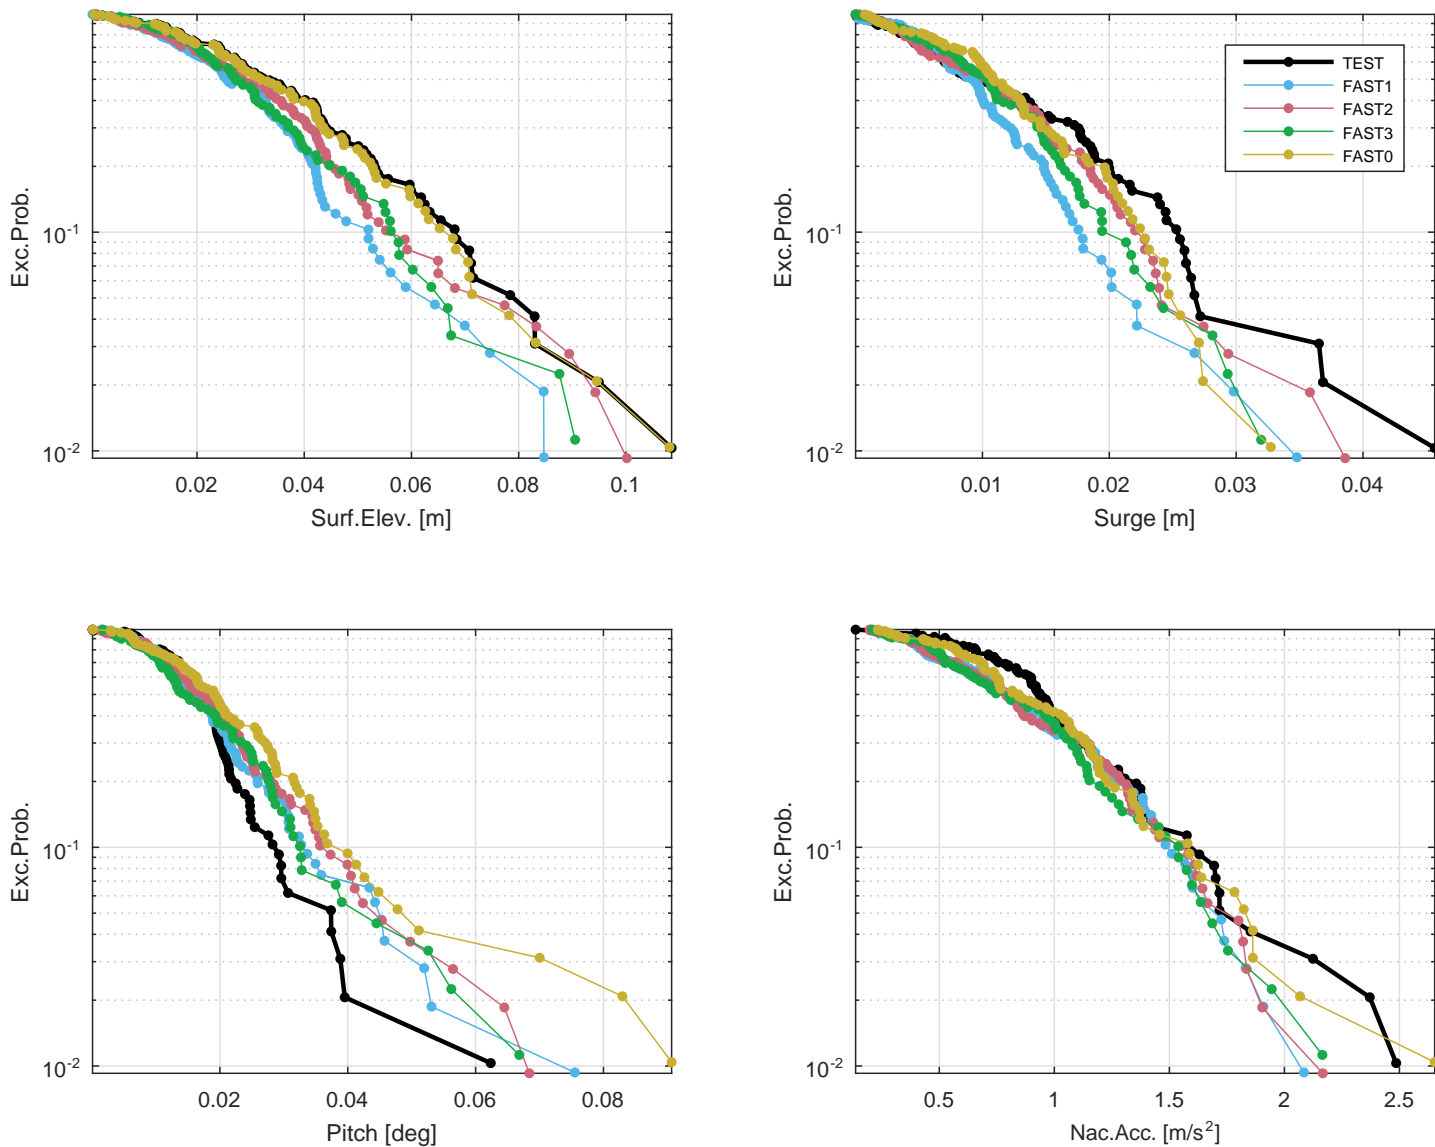 Exc.Prob.
10^-1
10^-2
0.02
0.04
0.06
0.08
0.1
Surf.Elev. [m]
Exc.Prob.
10^-1
10^-2
0.01
0.02
0.03
0.04
Surge [m]
TEST
FAST1
FAST2
FAST3
FAST0
Exc.Prob.
10^-1
10^-2
0.02
0.04
0.06
0.08
Pitch [deg]
Exc.Prob.
10^-1
10^-2
0.5
1
1.5
2
2.5
Nac.Acc. [m/s²]